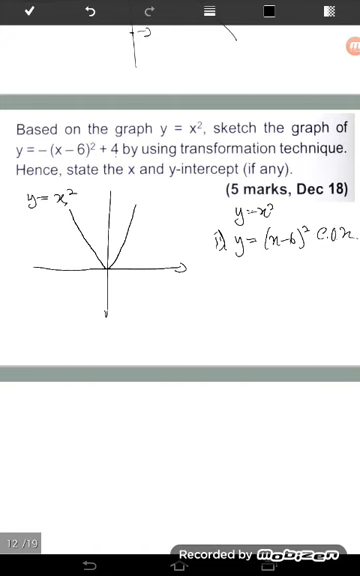 Based on the graph y = x², sketch the graph of
y = – (x – 6)² + 4 by using transformation technique.
Hence, state the x and y-intercept (if any).
(5 marks, Dec 18)
y = x²
y = x²
i) y = (x-6)² C.O x.
12 /19
Recorded by Mobizen